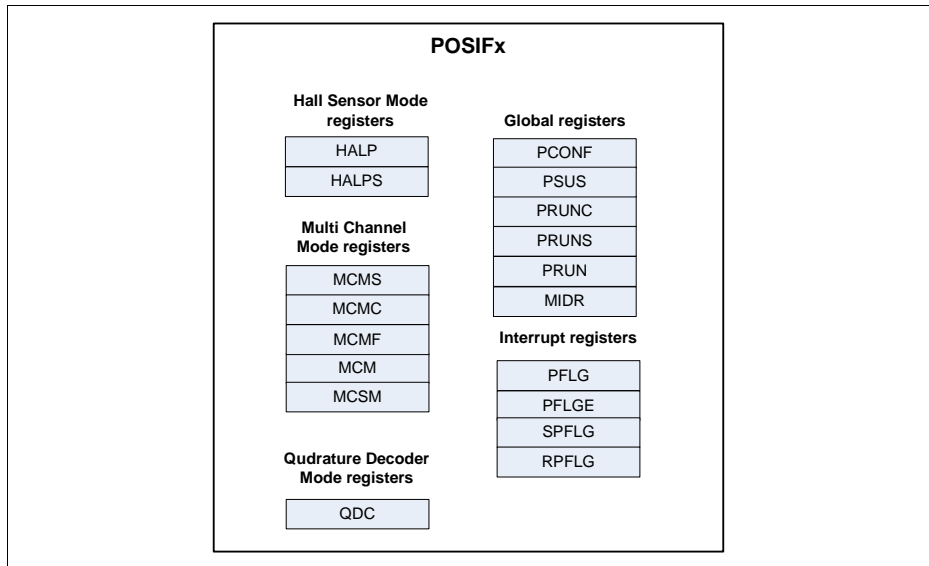 POSIFx
Hall Sensor Mode
registers
HALP
HALPS
Multi Channel
Mode registers
MCMS
MCMC
MCMF
MCM
MCSM
Qudrature Decoder
Mode registers
QDC
Global registers
PCONF
PSUS
PRUNC
PRUNS
PRUN
MIDR
Interrupt registers
PFLG
PFLGE
SPFLG
RPFLG